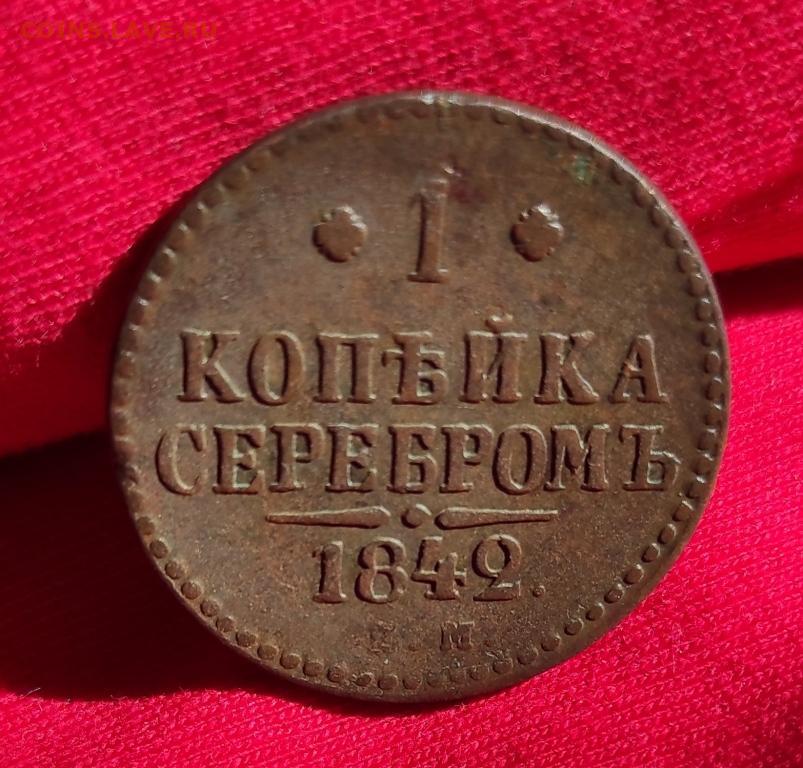 COINS.LAVE.RU
1
КОПѢЙКА
СЕРЕБРОМЪ
1842.
М.